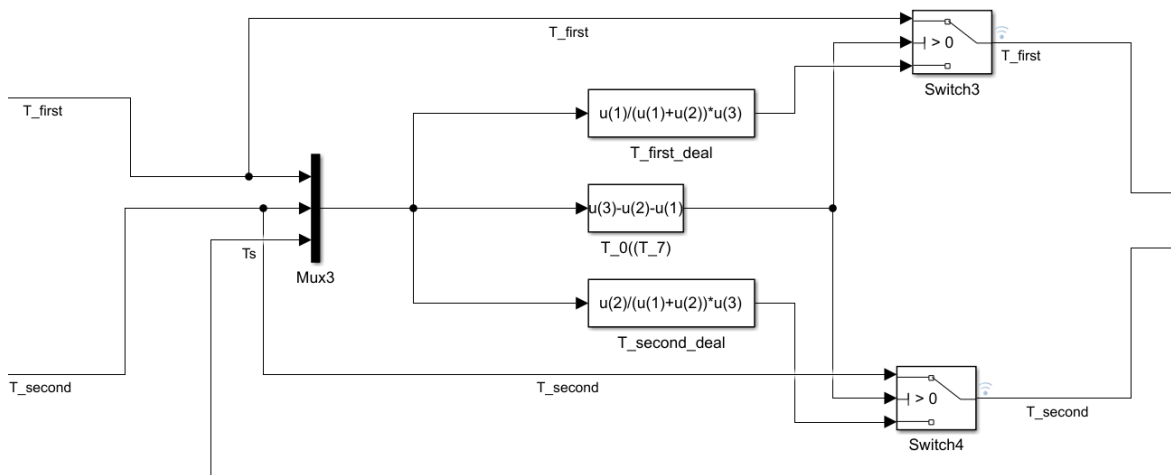 T_first
> 0
T_first
Switch3
T_first
u(1)/(u(1)+u(2))*u(3)
T_first_deal
u(3)-u(2)-u(1)
T_0((T_7)
Ts
Mux3
u(2)/(u(1)+u(2))*u(3)
T_second_deal
T_second
T_second
> 0
T_second
Switch4